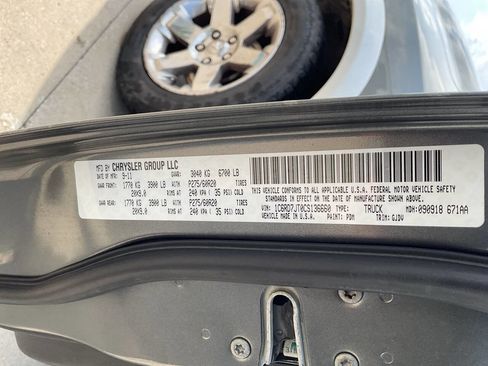 MFD BY CHRYSLER GROUP LLC
DATE OF MFR: 9-11 GVWR: 3040 KG 6700 LB
GAWR FRONT: 1770 KG 3900 LB WITH P275/60R20 TIRES
20X9.0 RIMS AT 240 KPA ( 35 PSI) COLD
GAWR REAR: 1770 KG 3900 LB WITH P275/60R20 TIRES
20X9.0 RIMS AT 240 KPA ( 35 PSI) COLD
THIS VEHICLE CONFORMS TO ALL APPLICABLE U.S.A. FEDERAL MOTOR VEHICLE SAFETY
STANDARDS IN EFFECT ON THE DATE OF MANUFACTURE SHOWN ABOVE.
VIN: 1C6RD7JT0CS136660 TYPE: TRUCK MDH: 090918 671AA
MADE IN U.S.A. PAINT: PDM TRIM: GJDV